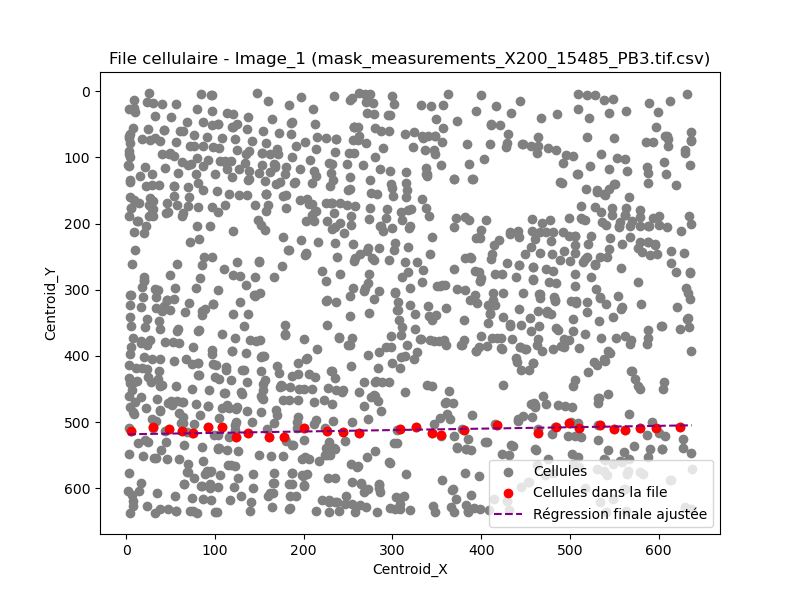 File cellulaire - Image_1 (mask_measurements_X200_15485_PB3.tif.csv)
0
100
200
300
400
500
600
Centroid_Y
Cellules
Cellules dans la file
Régression finale ajustée
0 100 200 300 400 500 600
Centroid_X